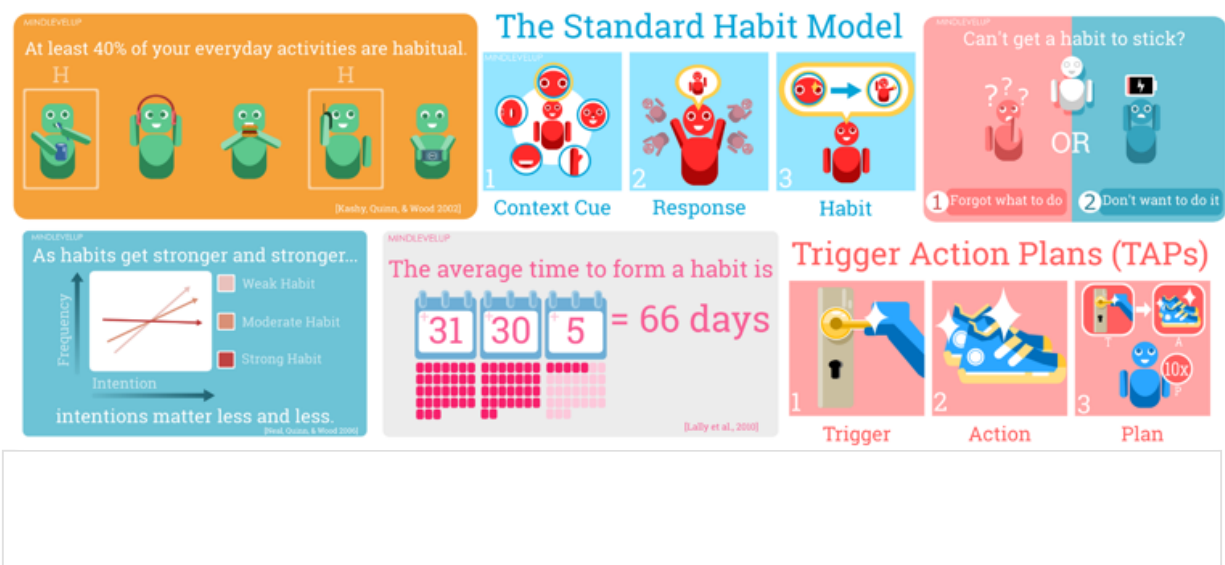 MINDLEVELUP
At least 40% of your everyday activities are habitual.
H H
[Kashy, Quinn, & Wood 2002]
The Standard Habit Model
MINDLEVELUP
1
2
3
Context Cue
Response
Habit
MINDLEVELUP
Can't get a habit to stick?
???
OR
1 Forgot what to do
2 Don't want to do it
MINDLEVELUP
As habits get stronger and stronger...
Frequency
Intention
Weak Habit
Moderate Habit
Strong Habit
intentions matter less and less.
[Neal, Quinn, & Wood 2006]
MINDLEVELUP
The average time to form a habit is
+31 +30 +5 = 66 days
[Lally et al., 2010]
Trigger Action Plans (TAPs)
1
2
3
T A
10x
P
Trigger
Action
Plan